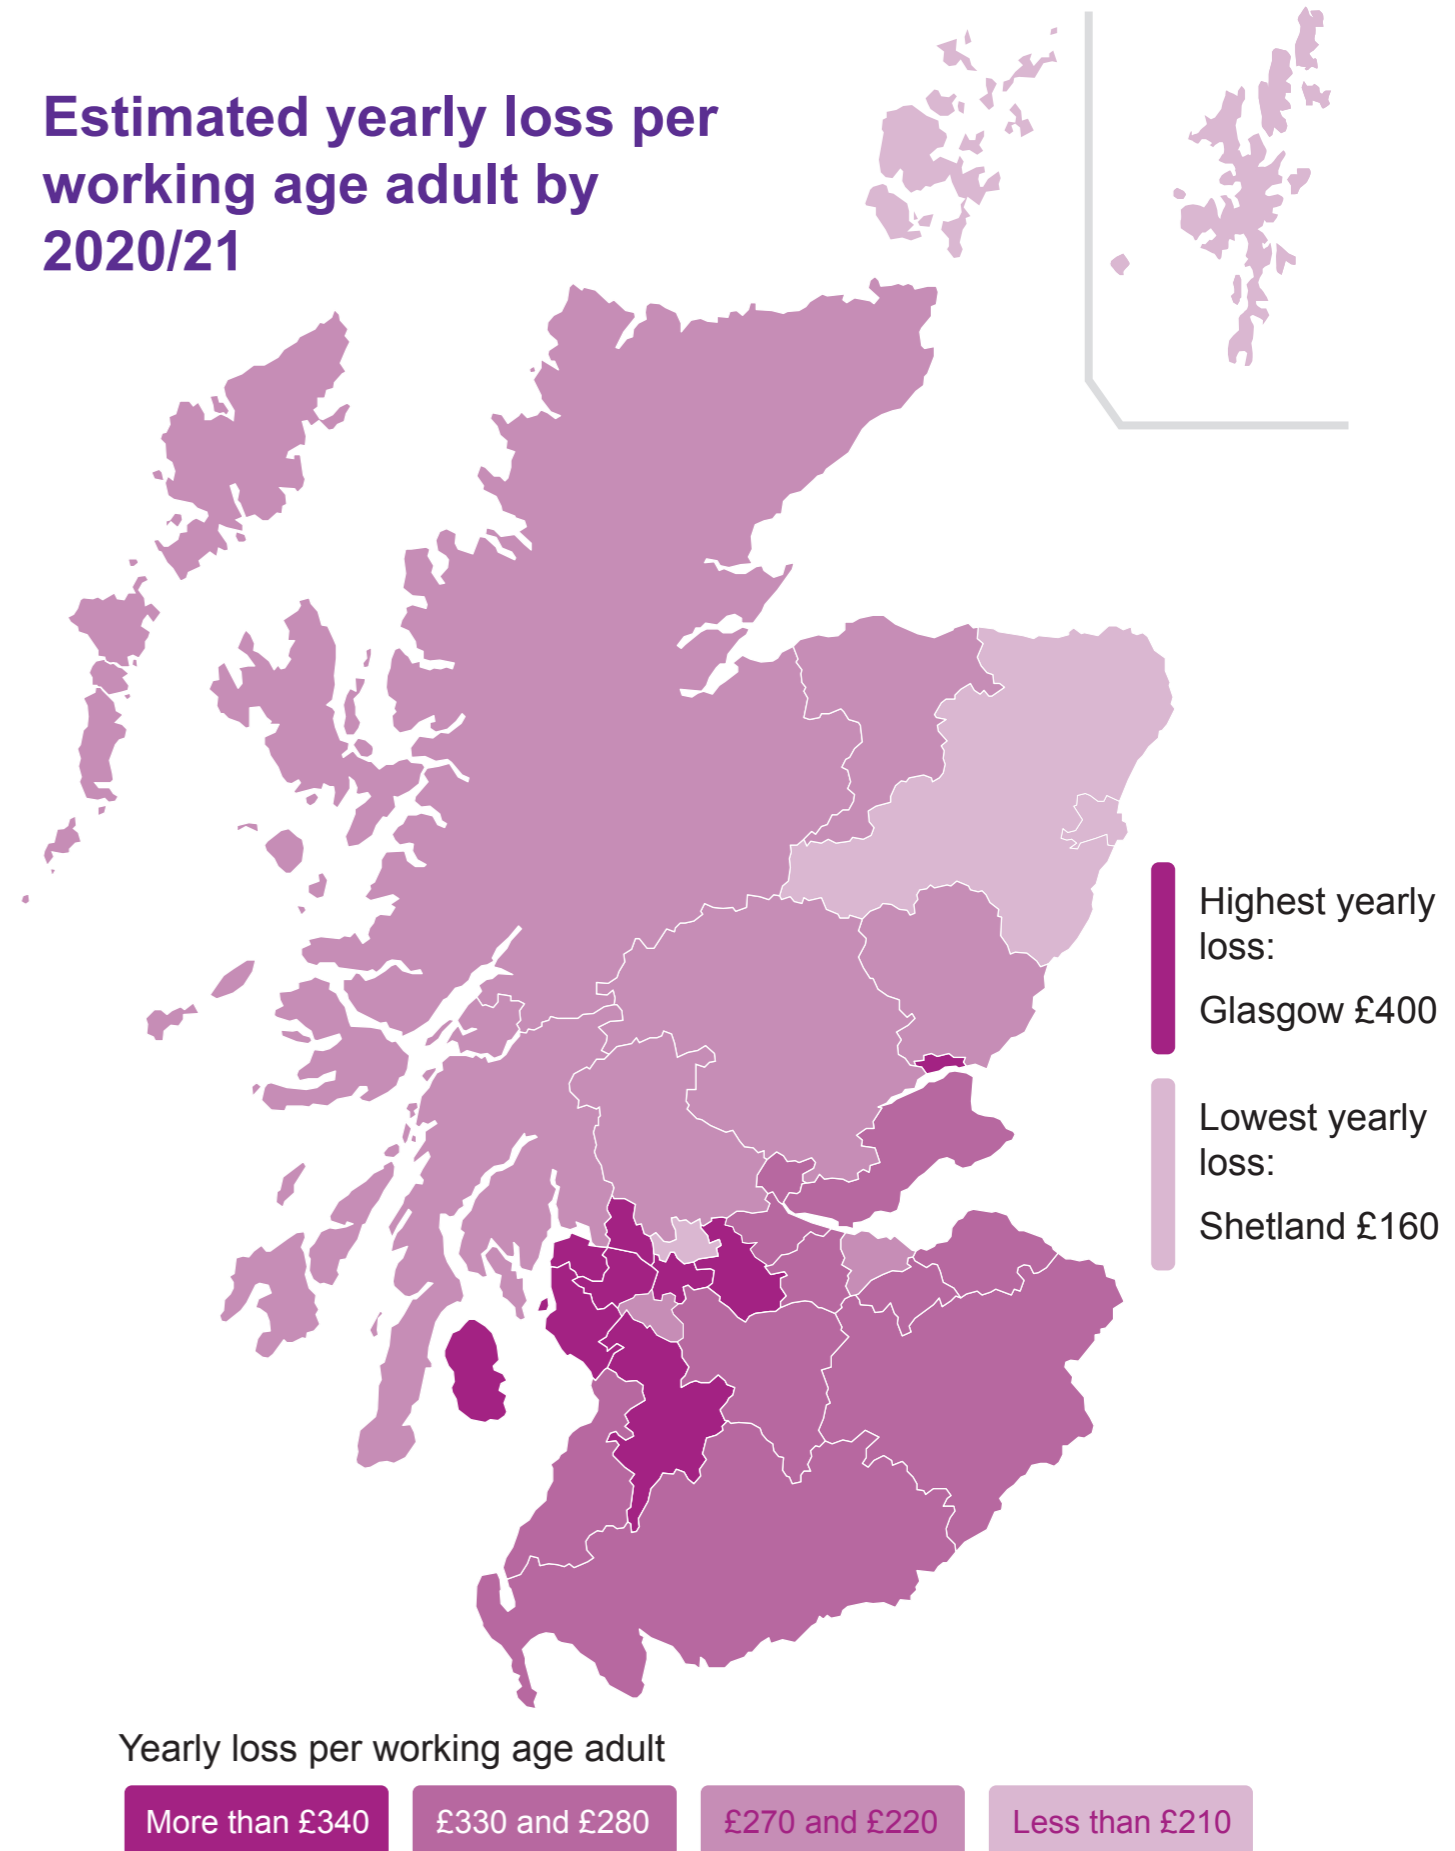 Estimated yearly loss per
working age adult by
2020/21
Highest yearly
loss:
Glasgow £400
Lowest yearly
loss:
Shetland £160
Yearly loss per working age adult
More than £340
£330 and £280
£270 and £220
Less than £210